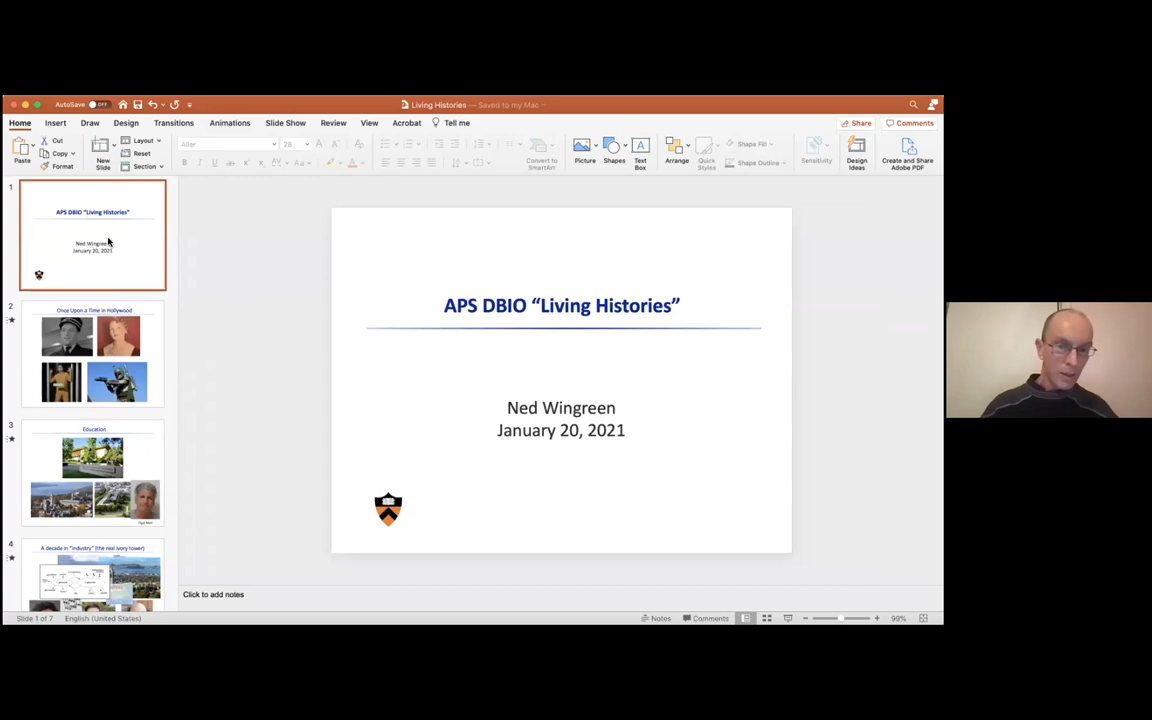 AutoSave OFF
Living Histories — Saved to my Mac
Home Insert Draw Design Transitions Animations Slide Show Review View Acrobat Tell me
Share Comments
Paste
Cut
Copy
Format
New
Slide
Layout
Reset
Section
Aller 28
Convert to
SmartArt
Picture
Shapes
Text
Box
Arrange
Quick
Styles
Shape Fill
Shape Outline
Sensitivity
Design
Ideas
Create and Share
Adobe PDF
1
APS DBIO “Living Histories”
Ned Wingreen
January 20, 2021
2
Once Upon a Time in Hollywood
3
Education
4
A decade in "industry" (the real ivory tower)
APS DBIO “Living Histories”
Ned Wingreen
January 20, 2021
Click to add notes
Slide 1 of 7 English (United States)
Notes Comments 99%